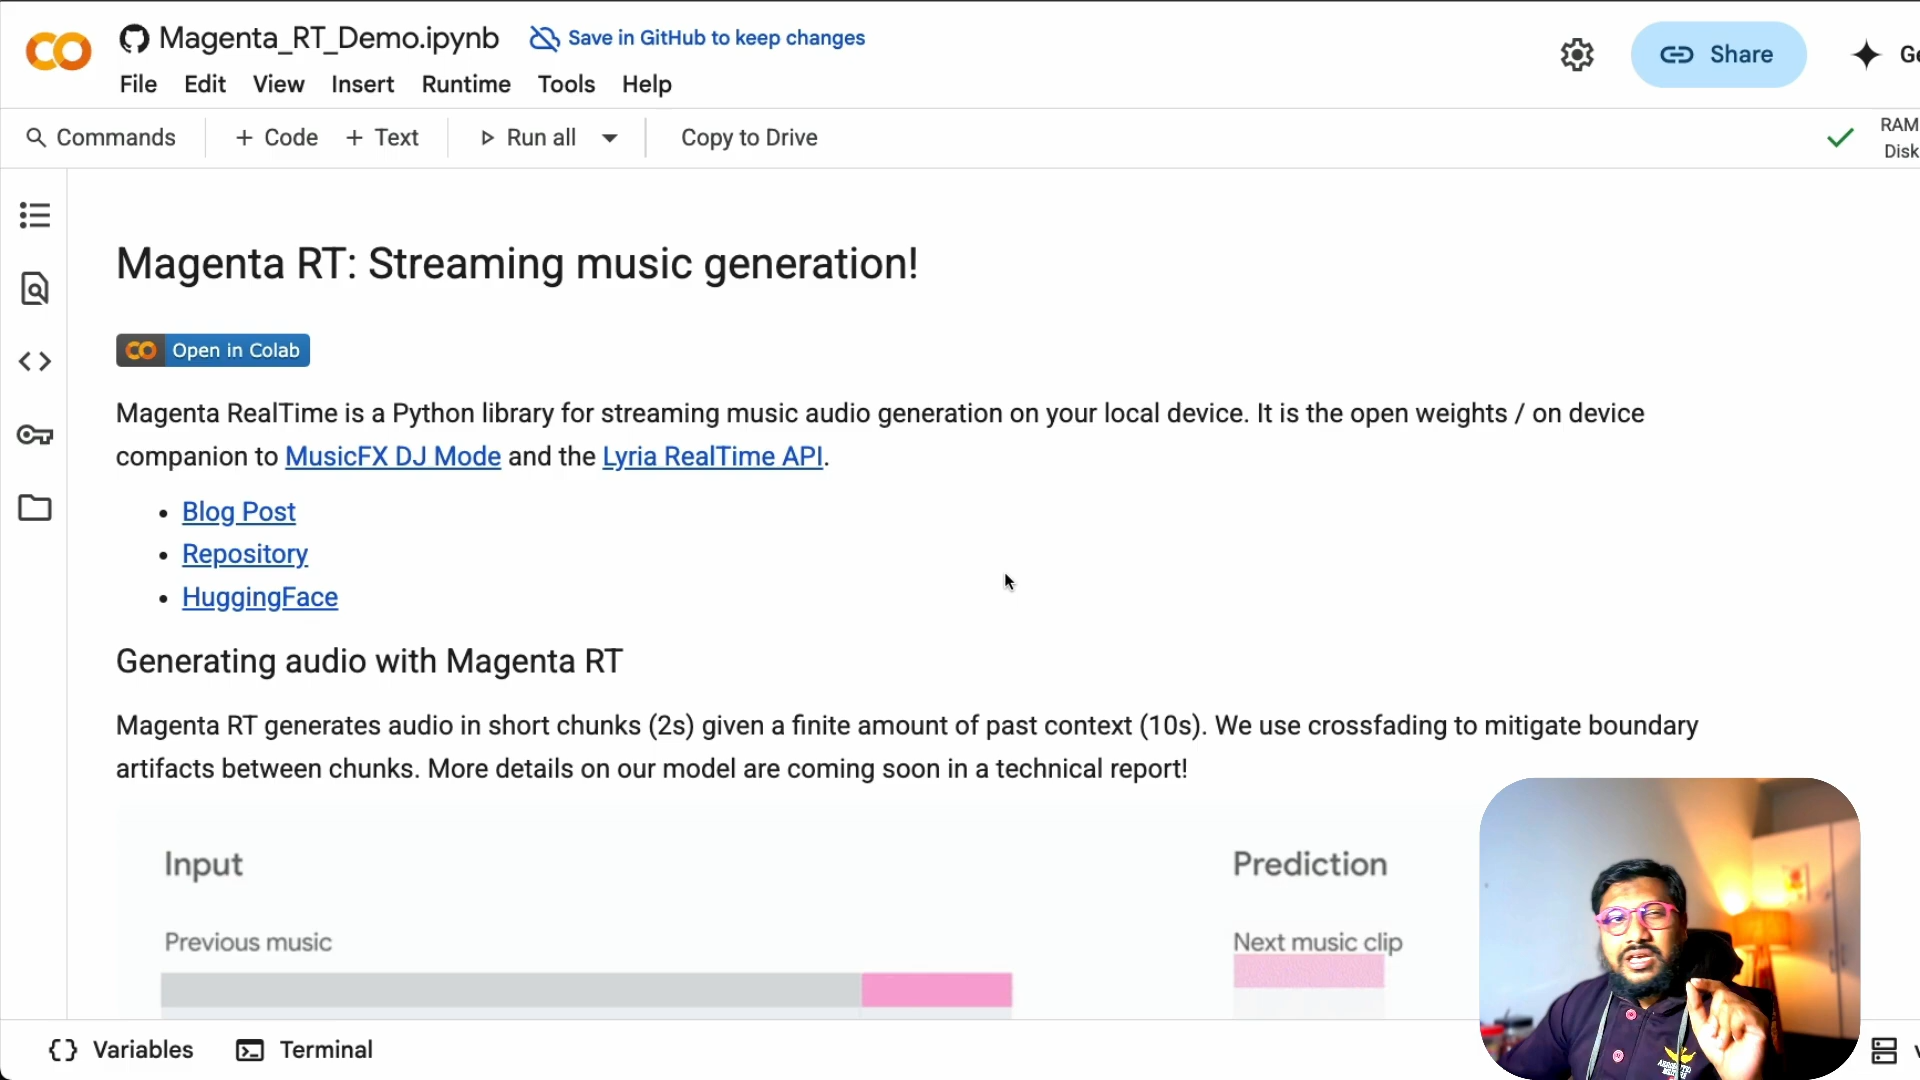 Magenta_RT_Demo.ipynb
Save in GitHub to keep changes
File Edit View Insert Runtime Tools Help
Share
Commands
+ Code
+ Text
Run all
Copy to Drive
RAM
Disk
Magenta RT: Streaming music generation!
Open in Colab
Magenta RealTime is a Python library for streaming music audio generation on your local device. It is the open weights / on device
companion to MusicFX DJ Mode and the Lyria RealTime API.
• Blog Post
• Repository
• HuggingFace
Generating audio with Magenta RT
Magenta RT generates audio in short chunks (2s) given a finite amount of past context (10s). We use crossfading to mitigate boundary
artifacts between chunks. More details on our model are coming soon in a technical report!
Input
Prediction
Previous music
Next music clip
Variables
Terminal